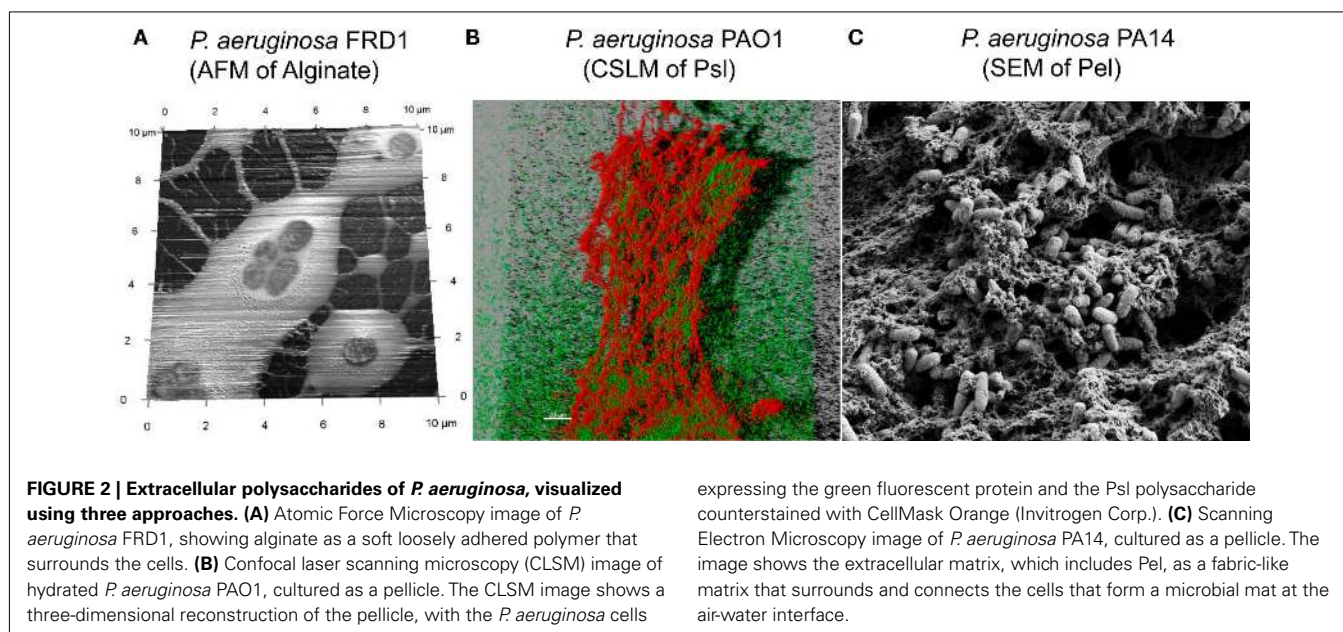 A P. aeruginosa FRD1
(AFM of Alginate)
B P. aeruginosa PAO1
(CSLM of Psl)
C P. aeruginosa PA14
(SEM of Pel)
0 2 4 6 8 10 µm
10 µm
8
6
4
2
0
10 µm
8
6
4
2
0
0 2 4 6 8 10 µm
FIGURE 2 | Extracellular polysaccharides of P. aeruginosa, visualized
using three approaches. (A) Atomic Force Microscopy image of P.
aeruginosa FRD1, showing alginate as a soft loosely adhered polymer that
surrounds the cells. (B) Confocal laser scanning microscopy (CLSM) image of
hydrated P. aeruginosa PAO1, cultured as a pellicle. The CLSM image shows a
three-dimensional reconstruction of the pellicle, with the P. aeruginosa cells
expressing the green fluorescent protein and the Psl polysaccharide
counterstained with CellMask Orange (Invitrogen Corp.). (C) Scanning
Electron Microscopy image of P. aeruginosa PA14, cultured as a pellicle. The
image shows the extracellular matrix, which includes Pel, as a fabric-like
matrix that surrounds and connects the cells that form a microbial mat at the
air-water interface.